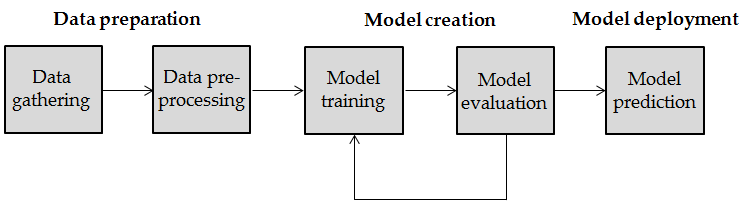 Data preparation
Model creation
Model deployment
Data
gathering
Data pre-
processing
Model
training
Model
evaluation
Model
prediction